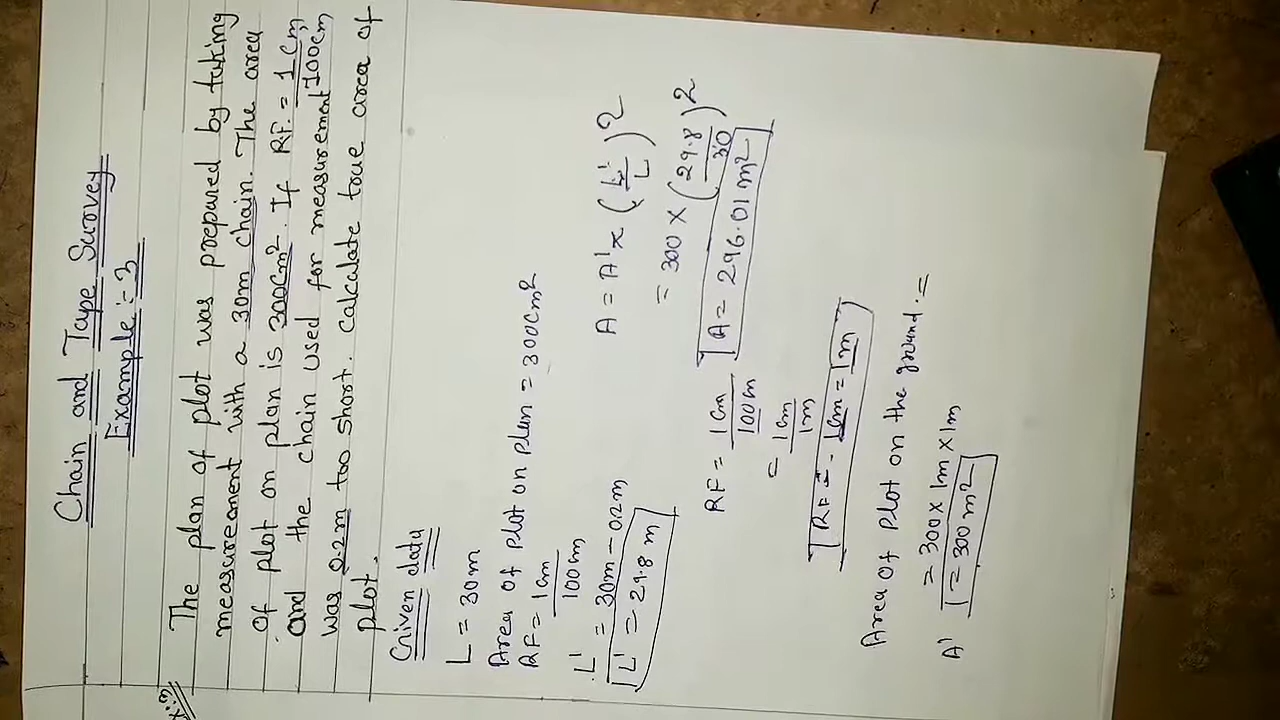 Chain and Tape Survey
Example :- 3
The plan of plot was prepared by taking
measurement with a 30m chain. The area
of plot on plan is 300cm². If RF. = 1cm/100cm,
and the chain used for measurement
was 0.2m too short. Calculate true area of
plot.
Given data
L = 30m
Area of plot on plan = 300cm²
RF = 1cm/100cm
L' = 30m - 0.2m
L' = 29.8 m
A = A' x (L'/L)²
= 300 x (29.8/30)²
A = 296.01 m²
RF = 1cm/100cm
= 1cm/1m
RF = 1cm = 1m
Area of Plot on the ground. =
A' = 300 x 1m x 1m
= 300 m²